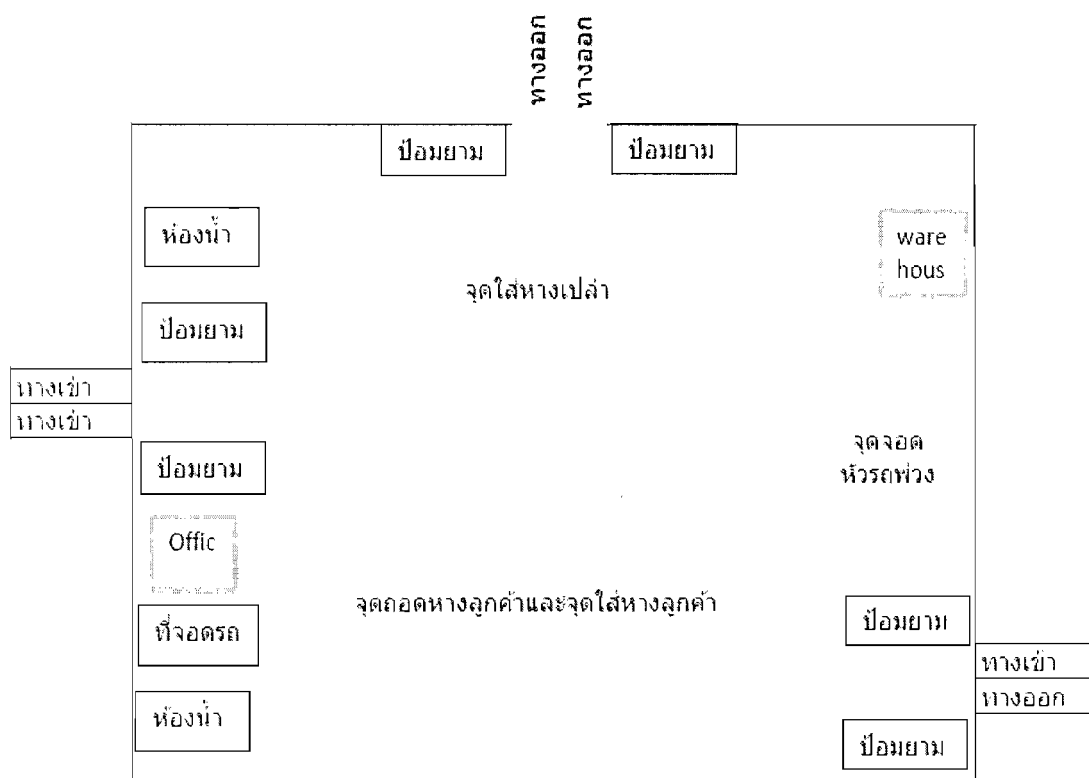 ทางออก
ทางออก
ป้อมยาม
ป้อมยาม
ห้องน้ำ
ware
hous
จุดใส่หางเปล่า
ป้อมยาม
ทางเข้า
ทางเข้า
จุดจอด
หัวรถพ่วง
ป้อมยาม
Offic
จุดถอดหางลูกค้าและจุดใส่หางลูกค้า
ป้อมยาม
ที่จอดรถ
ทางเข้า
ทางออก
ห้องน้ำ
ป้อมยาม